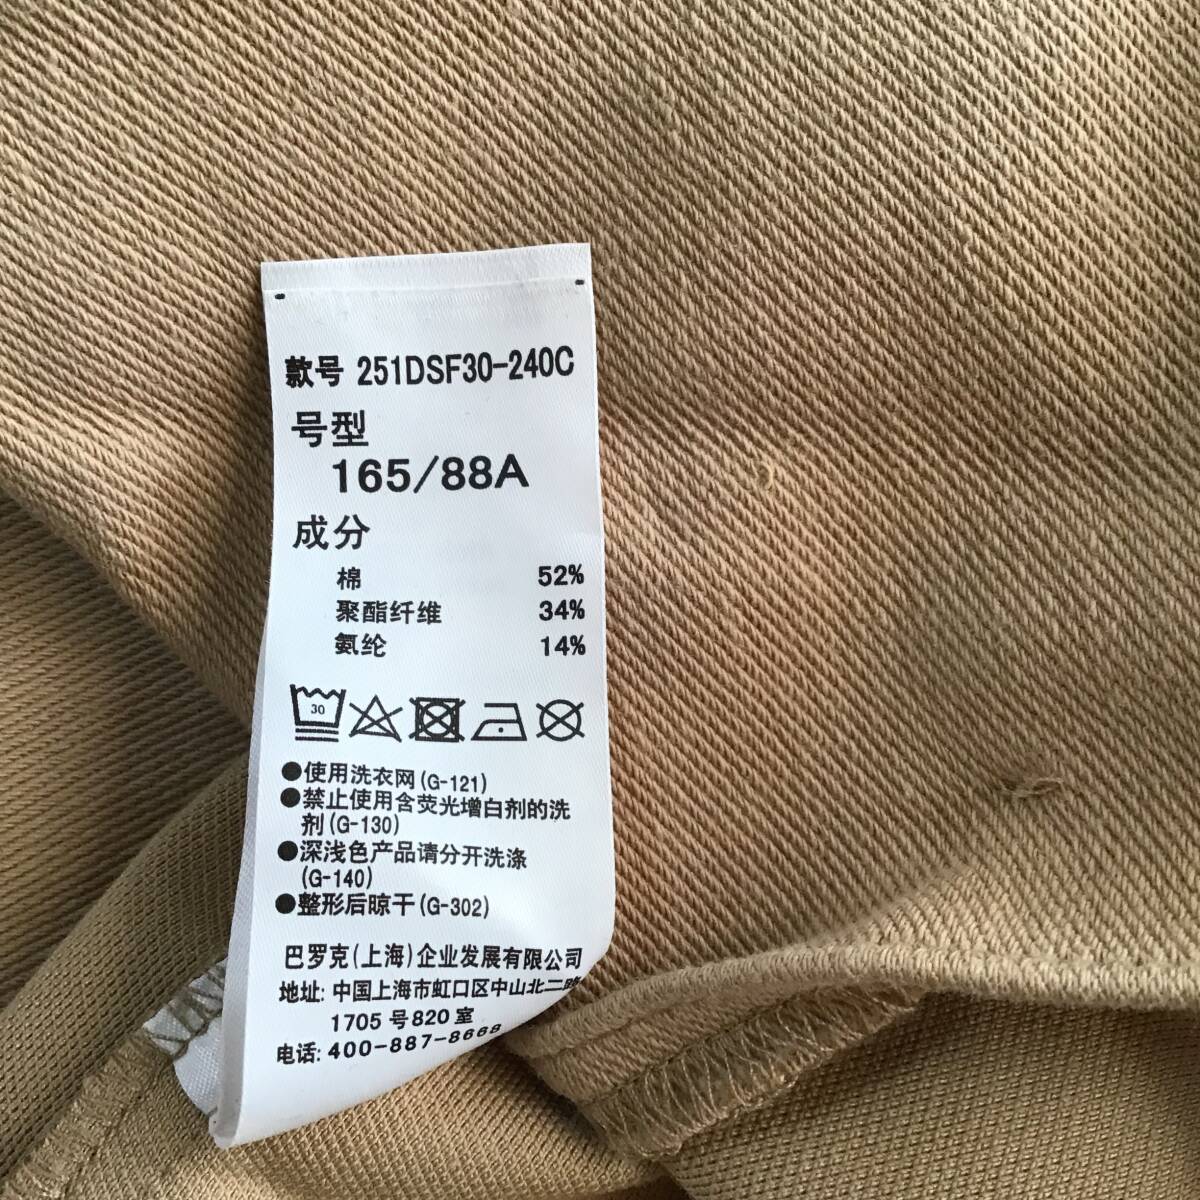 款号 251DSF30-240C
号型
165/88A
成分
棉 52%
聚酯纤维 34%
氨纶 14%
30
●使用洗衣网(G-121)
●禁止使用含荧光增白剂的洗
剂(G-130)
●深浅色产品请分开洗涤
(G-140)
●整形后晾干(G-302)
巴罗克(上海)企业发展有限公司
地址: 中国上海市虹口区中山北二路
1705 号820 室
电话: 400-887-8668